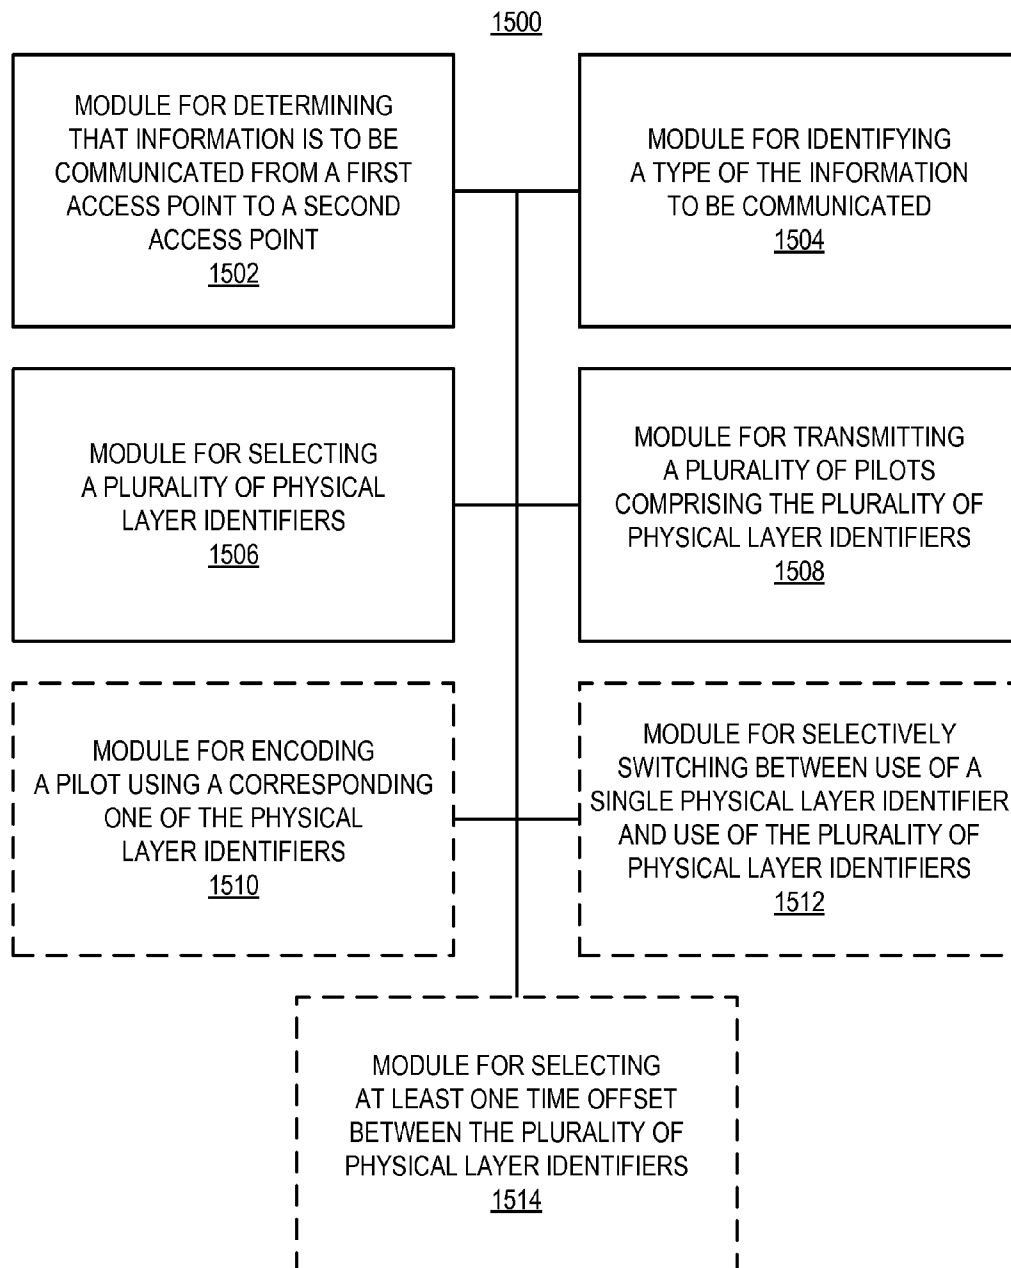 1500
MODULE FOR DETERMINING
THAT INFORMATION IS TO BE
COMMUNICATED FROM A FIRST
ACCESS POINT TO A SECOND
ACCESS POINT
1502
MODULE FOR IDENTIFYING
A TYPE OF THE INFORMATION
TO BE COMMUNICATED
1504
MODULE FOR SELECTING
A PLURALITY OF PHYSICAL
LAYER IDENTIFIERS
1506
MODULE FOR TRANSMITTING
A PLURALITY OF PILOTS
COMPRISING THE PLURALITY OF
PHYSICAL LAYER IDENTIFIERS
1508
MODULE FOR ENCODING
A PILOT USING A CORRESPONDING
ONE OF THE PHYSICAL
LAYER IDENTIFIERS
1510
MODULE FOR SELECTIVELY
SWITCHING BETWEEN USE OF A
SINGLE PHYSICAL LAYER IDENTIFIER
AND USE OF THE PLURALITY OF
PHYSICAL LAYER IDENTIFIERS
1512
MODULE FOR SELECTING
AT LEAST ONE TIME OFFSET
BETWEEN THE PLURALITY OF
PHYSICAL LAYER IDENTIFIERS
1514